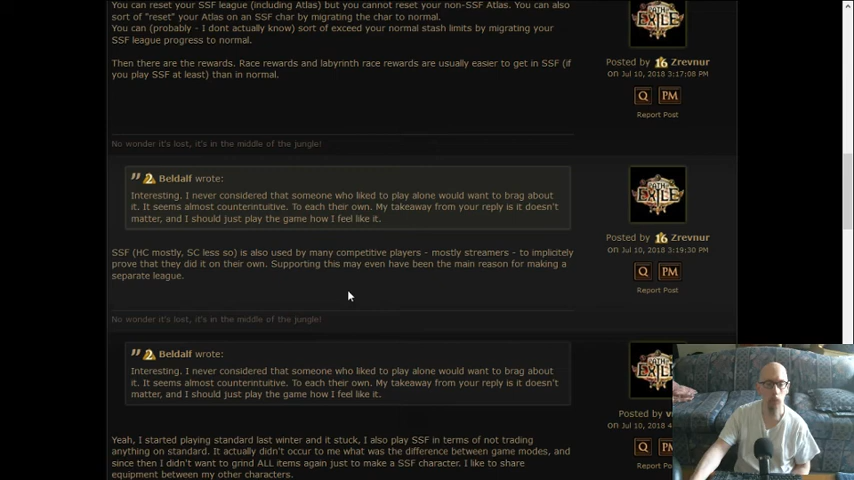 You can reset your SSF league (including Atlas) but you cannot reset your non-SSF Atlas. You can also
sort of "reset" your Atlas on an SSF char by migrating the char to normal.
You can (probably - I dont actually know) sort of exceed your normal stash limits by migrating your
SSF league progress to normal.
Then there are the rewards. Race rewards and labyrinth race rewards are usually easier to get in SSF (if
you play SSF at least) than in normal.
No wonder it's lost, it's in the middle of the jungle!
PATH OF EXILE
Posted by Zrevnur
on Jul 10, 2018 3:17:08 PM
Q PM
Report Post
Beldalf wrote:
Interesting. I never considered that someone who liked to play alone would want to brag about
it. It seems almost counterintuitive. To each their own. My takeaway from your reply is it doesn't
matter, and I should just play the game how I feel like it.
SSF (HC mostly, SC less so) is also used by many competitive players - mostly streamers - to implicitely
prove that they did it on their own. Supporting this may even have been the main reason for making a
separate league.
No wonder it's lost, it's in the middle of the jungle!
PATH OF EXILE
Posted by Zrevnur
on Jul 10, 2018 3:19:30 PM
Q PM
Report Post
Beldalf wrote:
Interesting. I never considered that someone who liked to play alone would want to brag about
it. It seems almost counterintuitive. To each their own. My takeaway from your reply is it doesn't
matter, and I should just play the game how I feel like it.
Yeah, I started playing standard last winter and it stuck, I also play SSF in terms of not trading
anything on standard. It actually didn't occur to me what was the difference between game modes, and
since then I didn't want to grind ALL items again just to make a SSF character. I like to share
equipment between my other characters.
EXILE
Posted by
on Jul 10, 2018
Q
Report